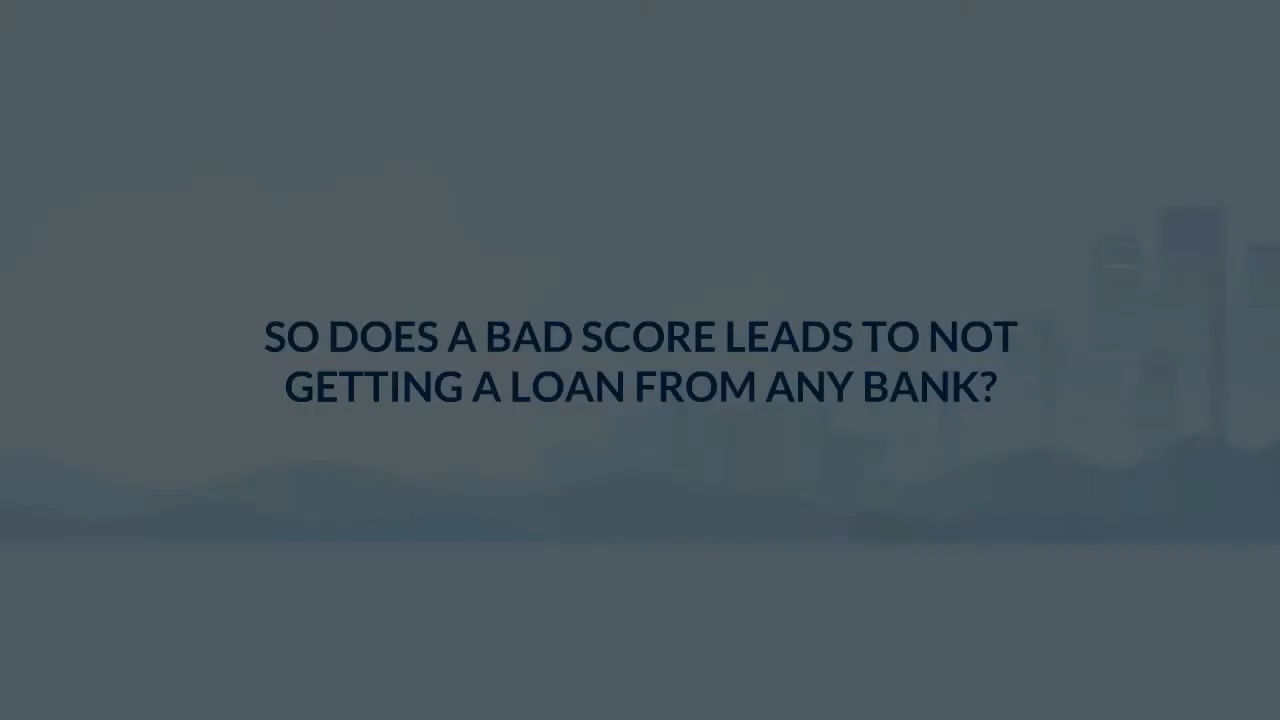 SO DOES A BAD SCORE LEADS TO NOT
GETTING A LOAN FROM ANY BANK?